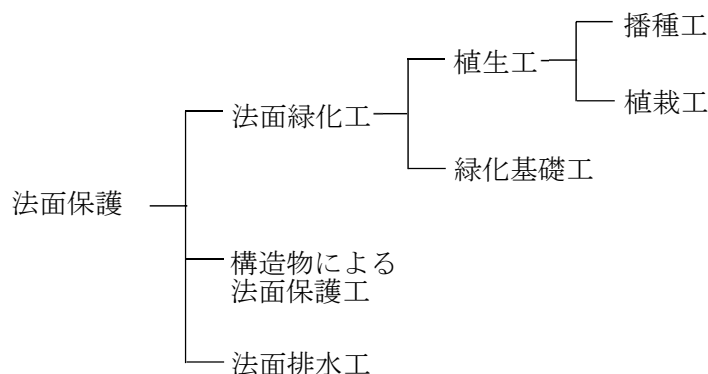 播種工
植生工
植栽工
法面緑化工
緑化基礎工
法面保護
構造物による
法面保護工
法面排水工